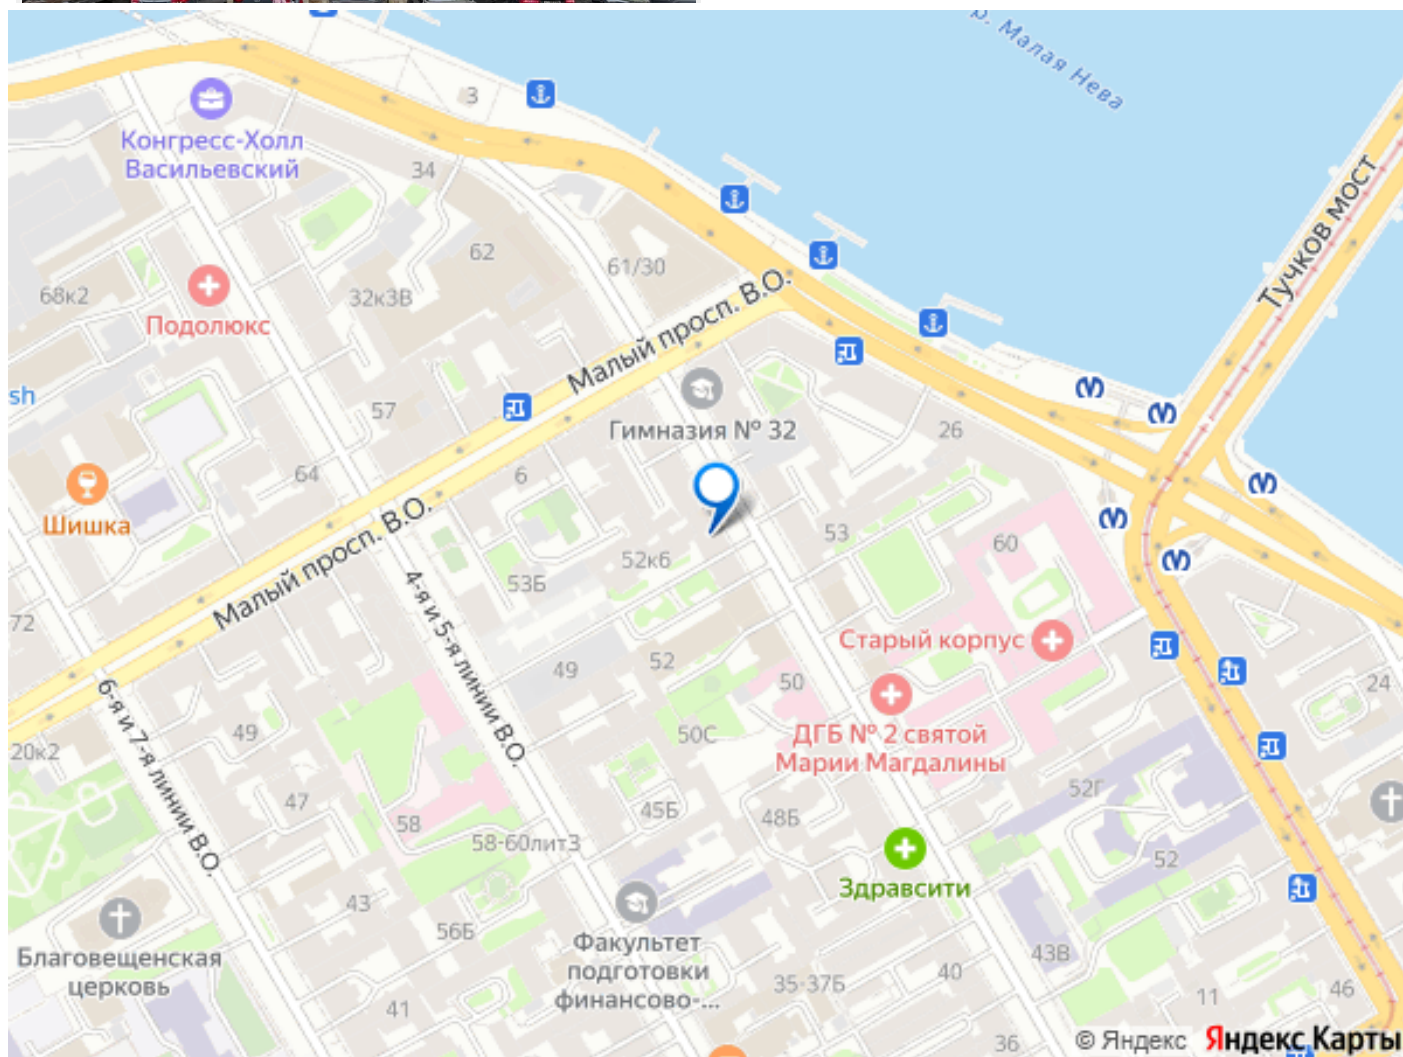 р. Малая Нева
3
Конгресс-Холл
Васильевский
34
Тучков мост
62
61/30
68к2
32к3В
Подолюкс
Малый просп. В.О.
sh
57
Гимназия № 32
26
64
6
Шишка
Малый просп. В.О.
53
60
52к6
53Б
4-я и 5-я линии В.О.
72
Старый корпус
52
49
50
24
6-я и 7-я линии В.О.
49
50С
ДГБ № 2 святой
Марии Магдалины
20к2
52Г
47
45Б
48Б
58
58-60литЗ
52
Здравсити
43
56Б
Благовещенская
церковь
Факультет
подготовки
финансово-...
43В
40
35-37Б
46
11
41
36
© Яндекс Яндекс Карты